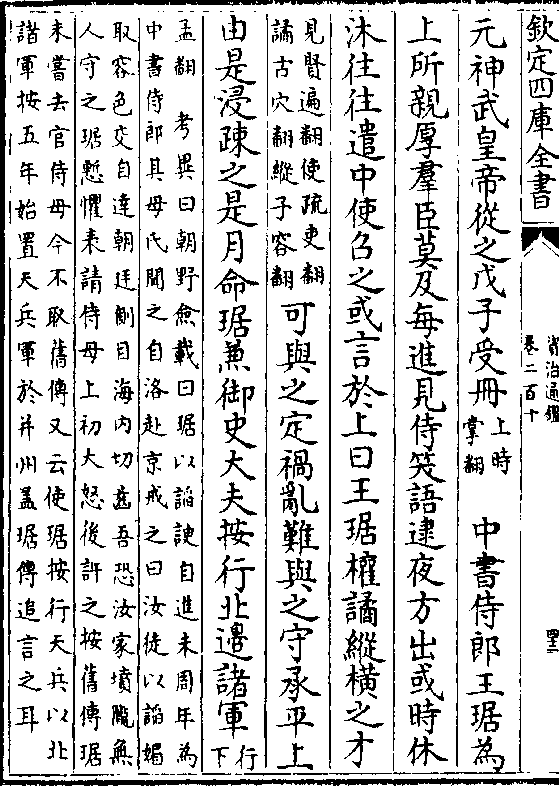 欽定四庫全書
資治通鑑
卷二百十
元神武皇帝從之戊子受冊
上時
掌翻
中書侍郎王琚為
上所親厚羣臣莫及每進見侍笑語逮夜方出或時休
沐往往遣中使召之或言於上曰王琚權譎縱橫之才
見賢遍翻使疏吏翻
譎古穴翻縱子容翻
可與之定禍亂難與之守承平上
由是浸疎之是月命琚兼御史大夫按行北邊諸軍
行
下
孟翻 考異曰朝野僉載曰琚以諂諛自進未周年為
中書侍郎其母氏聞之自洛赴京戒之曰汝徒以諂媚
取容色交自達朝廷側目海内切齒吾恐汝家墳隴無
人守之琚慙懼表請侍母上初大怒後許之按舊傳琚
未嘗去官侍母今不取舊傳又云使琚按行天兵以北
諸軍按五年始置天兵軍於并州盖琚傳追言之耳